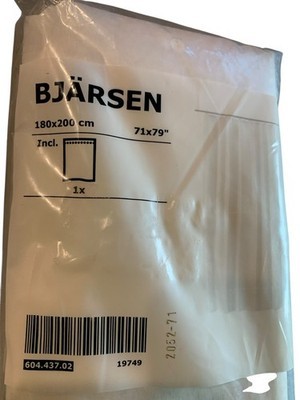 BJÄRSEN
180x200 cm 71x79"
Incl.
1x
604.437.02 19749
Z052-71